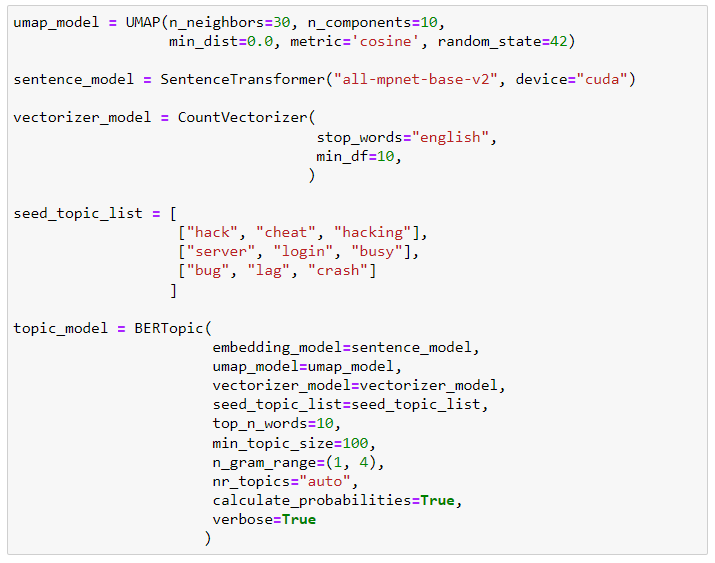 umap_model = UMAP(n_neighbors=30, n_components=10,
                  min_dist=0.0, metric='cosine', random_state=42)

sentence_model = SentenceTransformer("all-mpnet-base-v2", device="cuda")

vectorizer_model = CountVectorizer(
                                   stop_words="english",
                                   min_df=10,
                                  )

seed_topic_list = [
                   ["hack", "cheat", "hacking"],
                   ["server", "login", "busy"],
                   ["bug", "lag", "crash"]
                  ]

topic_model = BERTopic(
                       embedding_model=sentence_model,
                       umap_model=umap_model,
                       vectorizer_model=vectorizer_model,
                       seed_topic_list=seed_topic_list,
                       top_n_words=10,
                       min_topic_size=100,
                       n_gram_range=(1, 4),
                       nr_topics="auto",
                       calculate_probabilities=True,
                       verbose=True
                      )